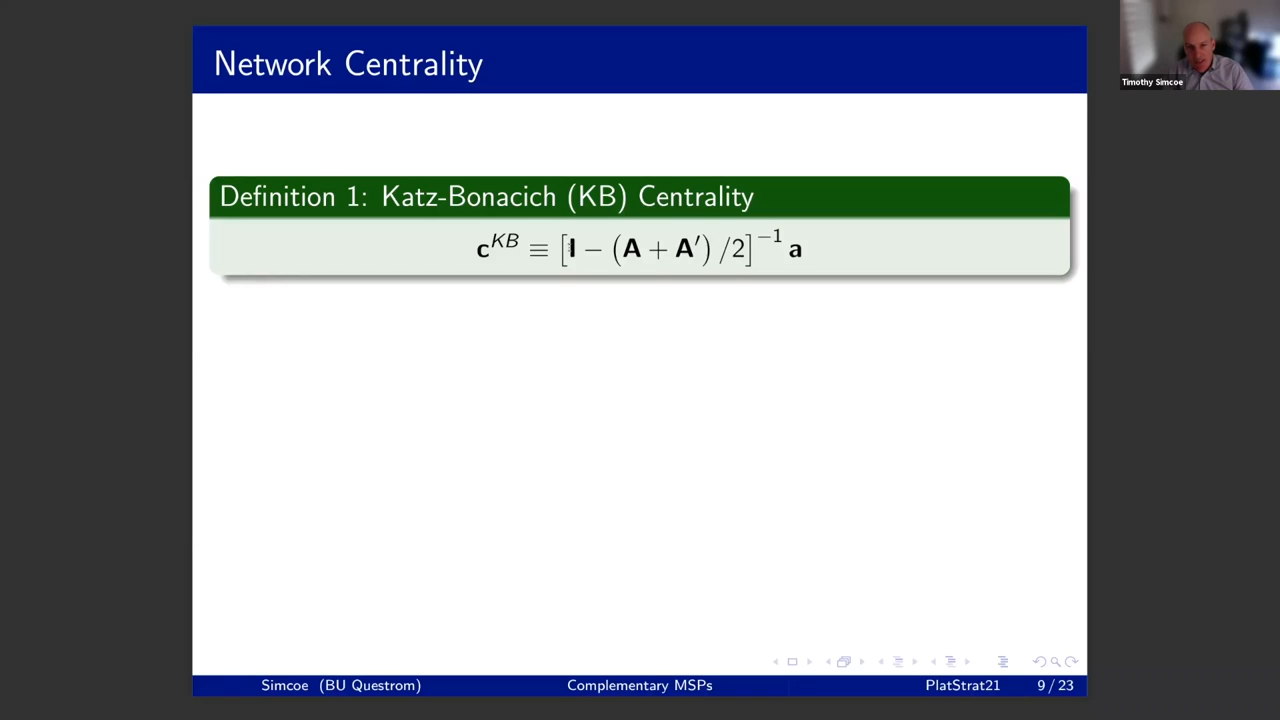 Network Centrality
Timothy Simcoe
Definition 1: Katz-Bonacich (KB) Centrality
c^{KB} ≡ [I − (A + A′) /2]^{−1} a
Simcoe (BU Questrom) Complementary MSPs PlatStrat21 9 / 23